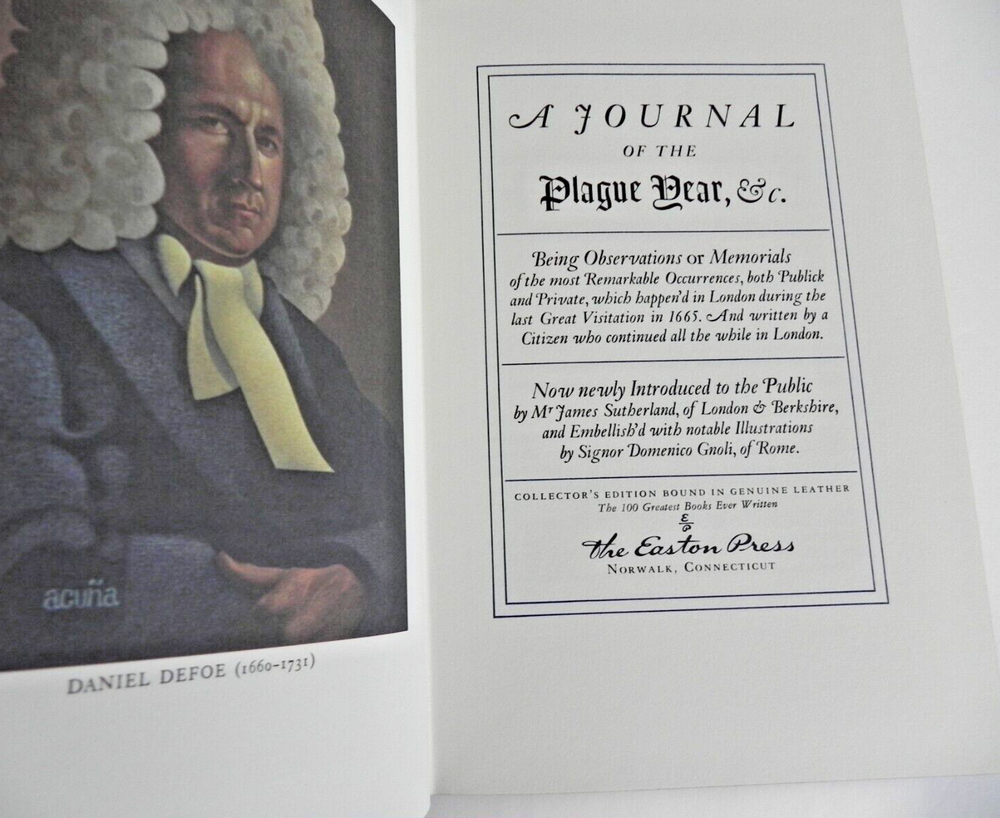 acuña
DANIEL DEFOE (1660–1731)
A JOURNAL
OF THE
Plague Year, &c.
Being Observations or Memorials
of the most Remarkable Occurrences, both Publick
and Private, which happen'd in London during the
last Great Visitation in 1665. And written by a
Citizen who continued all the while in London.
Now newly Introduced to the Public
by Mr James Sutherland, of London & Berkshire,
and Embellish'd with notable Illustrations
by Signor Domenico Gnoli, of Rome.
COLLECTOR'S EDITION BOUND IN GENUINE LEATHER
The 100 Greatest Books Ever Written
E
P
The Easton Press
NORWALK, CONNECTICUT